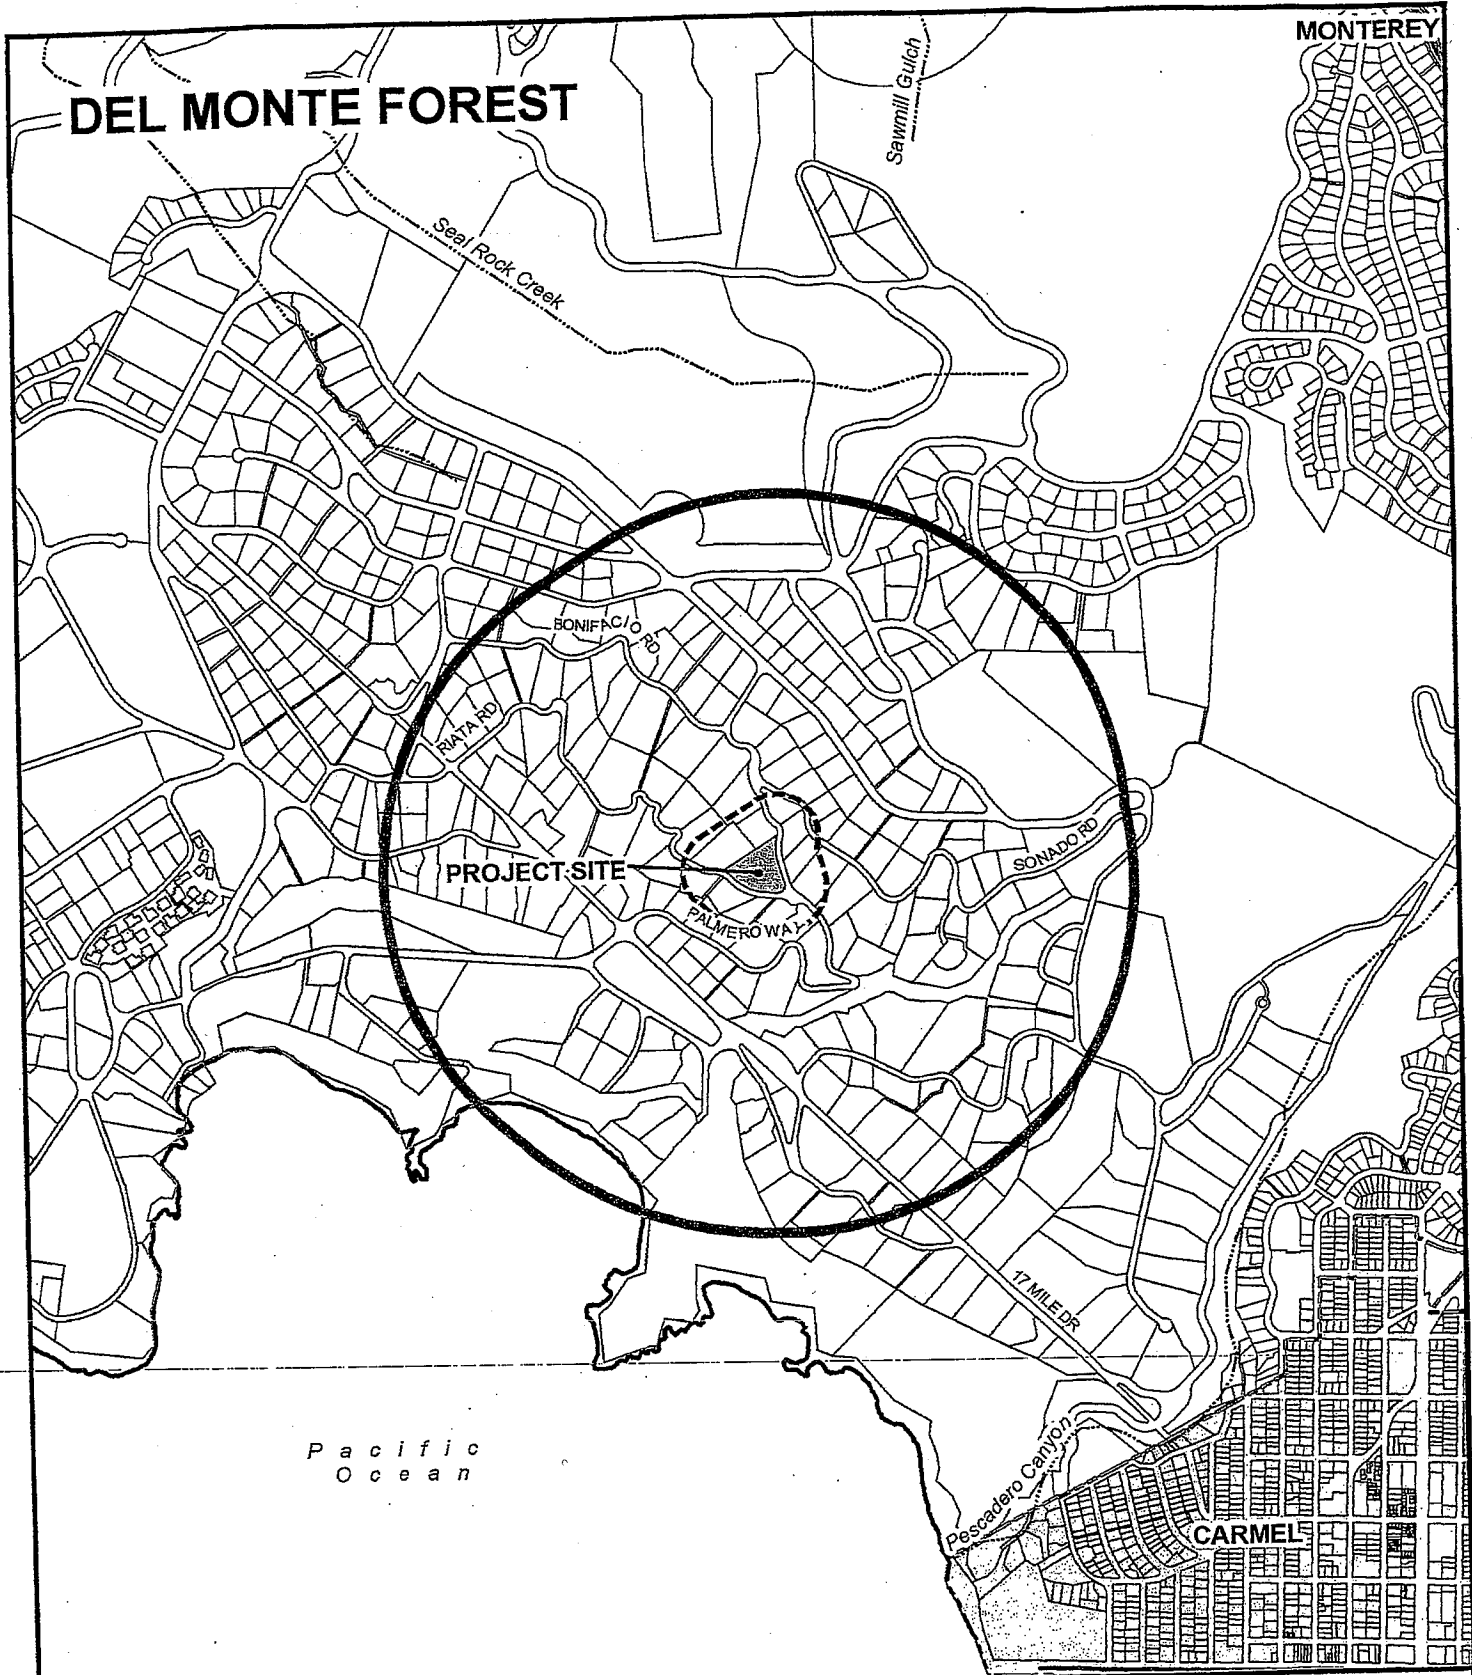 MONTEREY
DEL MONTE FOREST
Sawmill Gulch
Seal Rock Creek
BONIFACIO RD
RIATA RD
SONADO RD
PROJECT SITE
PALMERO WAY
17 MILE DR
Pacific
Ocean
Pescadero Canyon
CARMEL